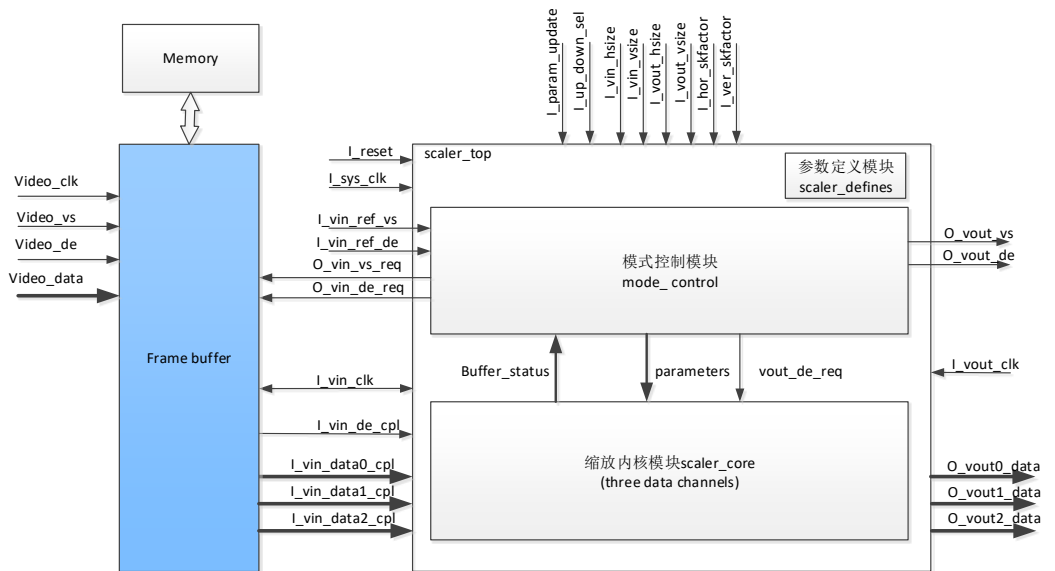 Memory
I_param_update
I_up_down_sel
I_vin_hsize
I_vin_vsize
I_vout_hsize
I_vout_vsize
I_hor_skfactor
I_ver_skfactor
Video_clk
Video_vs
Video_de
Video_data
Frame buffer
I_reset
I_sys_clk
I_vin_ref_vs
I_vin_ref_de
O_vin_vs_req
O_vin_de_req
I_vin_clk
I_vin_de_cpl
I_vin_data0_cpl
I_vin_data1_cpl
I_vin_data2_cpl
scaler_top
参数定义模块
scaler_defines
模式控制模块
mode_ control
Buffer_status
parameters
vout_de_req
缩放内核模块scaler_core
(three data channels)
O_vout_vs
O_vout_de
I_vout_clk
O_vout0_data
O_vout1_data
O_vout2_data